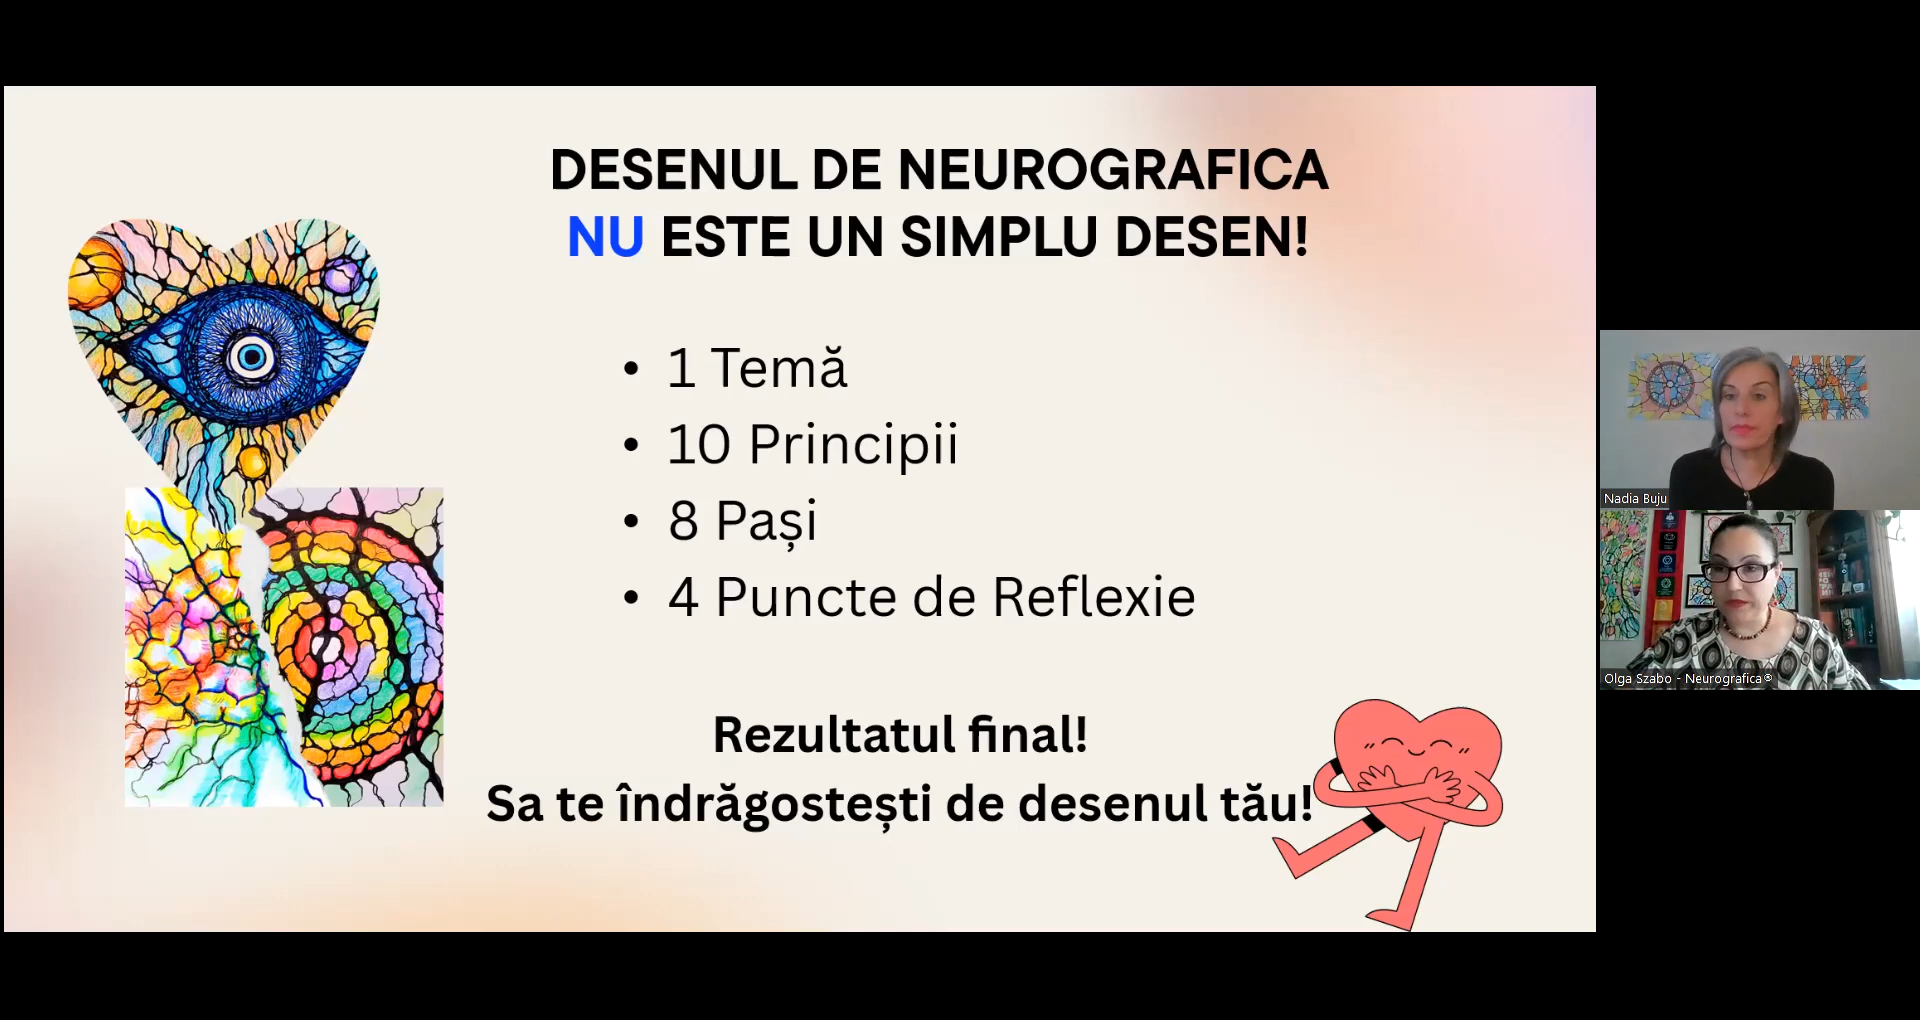 DESENUL DE NEUROGRAFICA
NU ESTE UN SIMPLU DESEN!
• 1 Temă
• 10 Principii
• 8 Pași
• 4 Puncte de Reflexie
Rezultatul final!
Sa te îndrăgostești de desenul tău!
Nadia Buju
Olga Szabo - Neurografica®